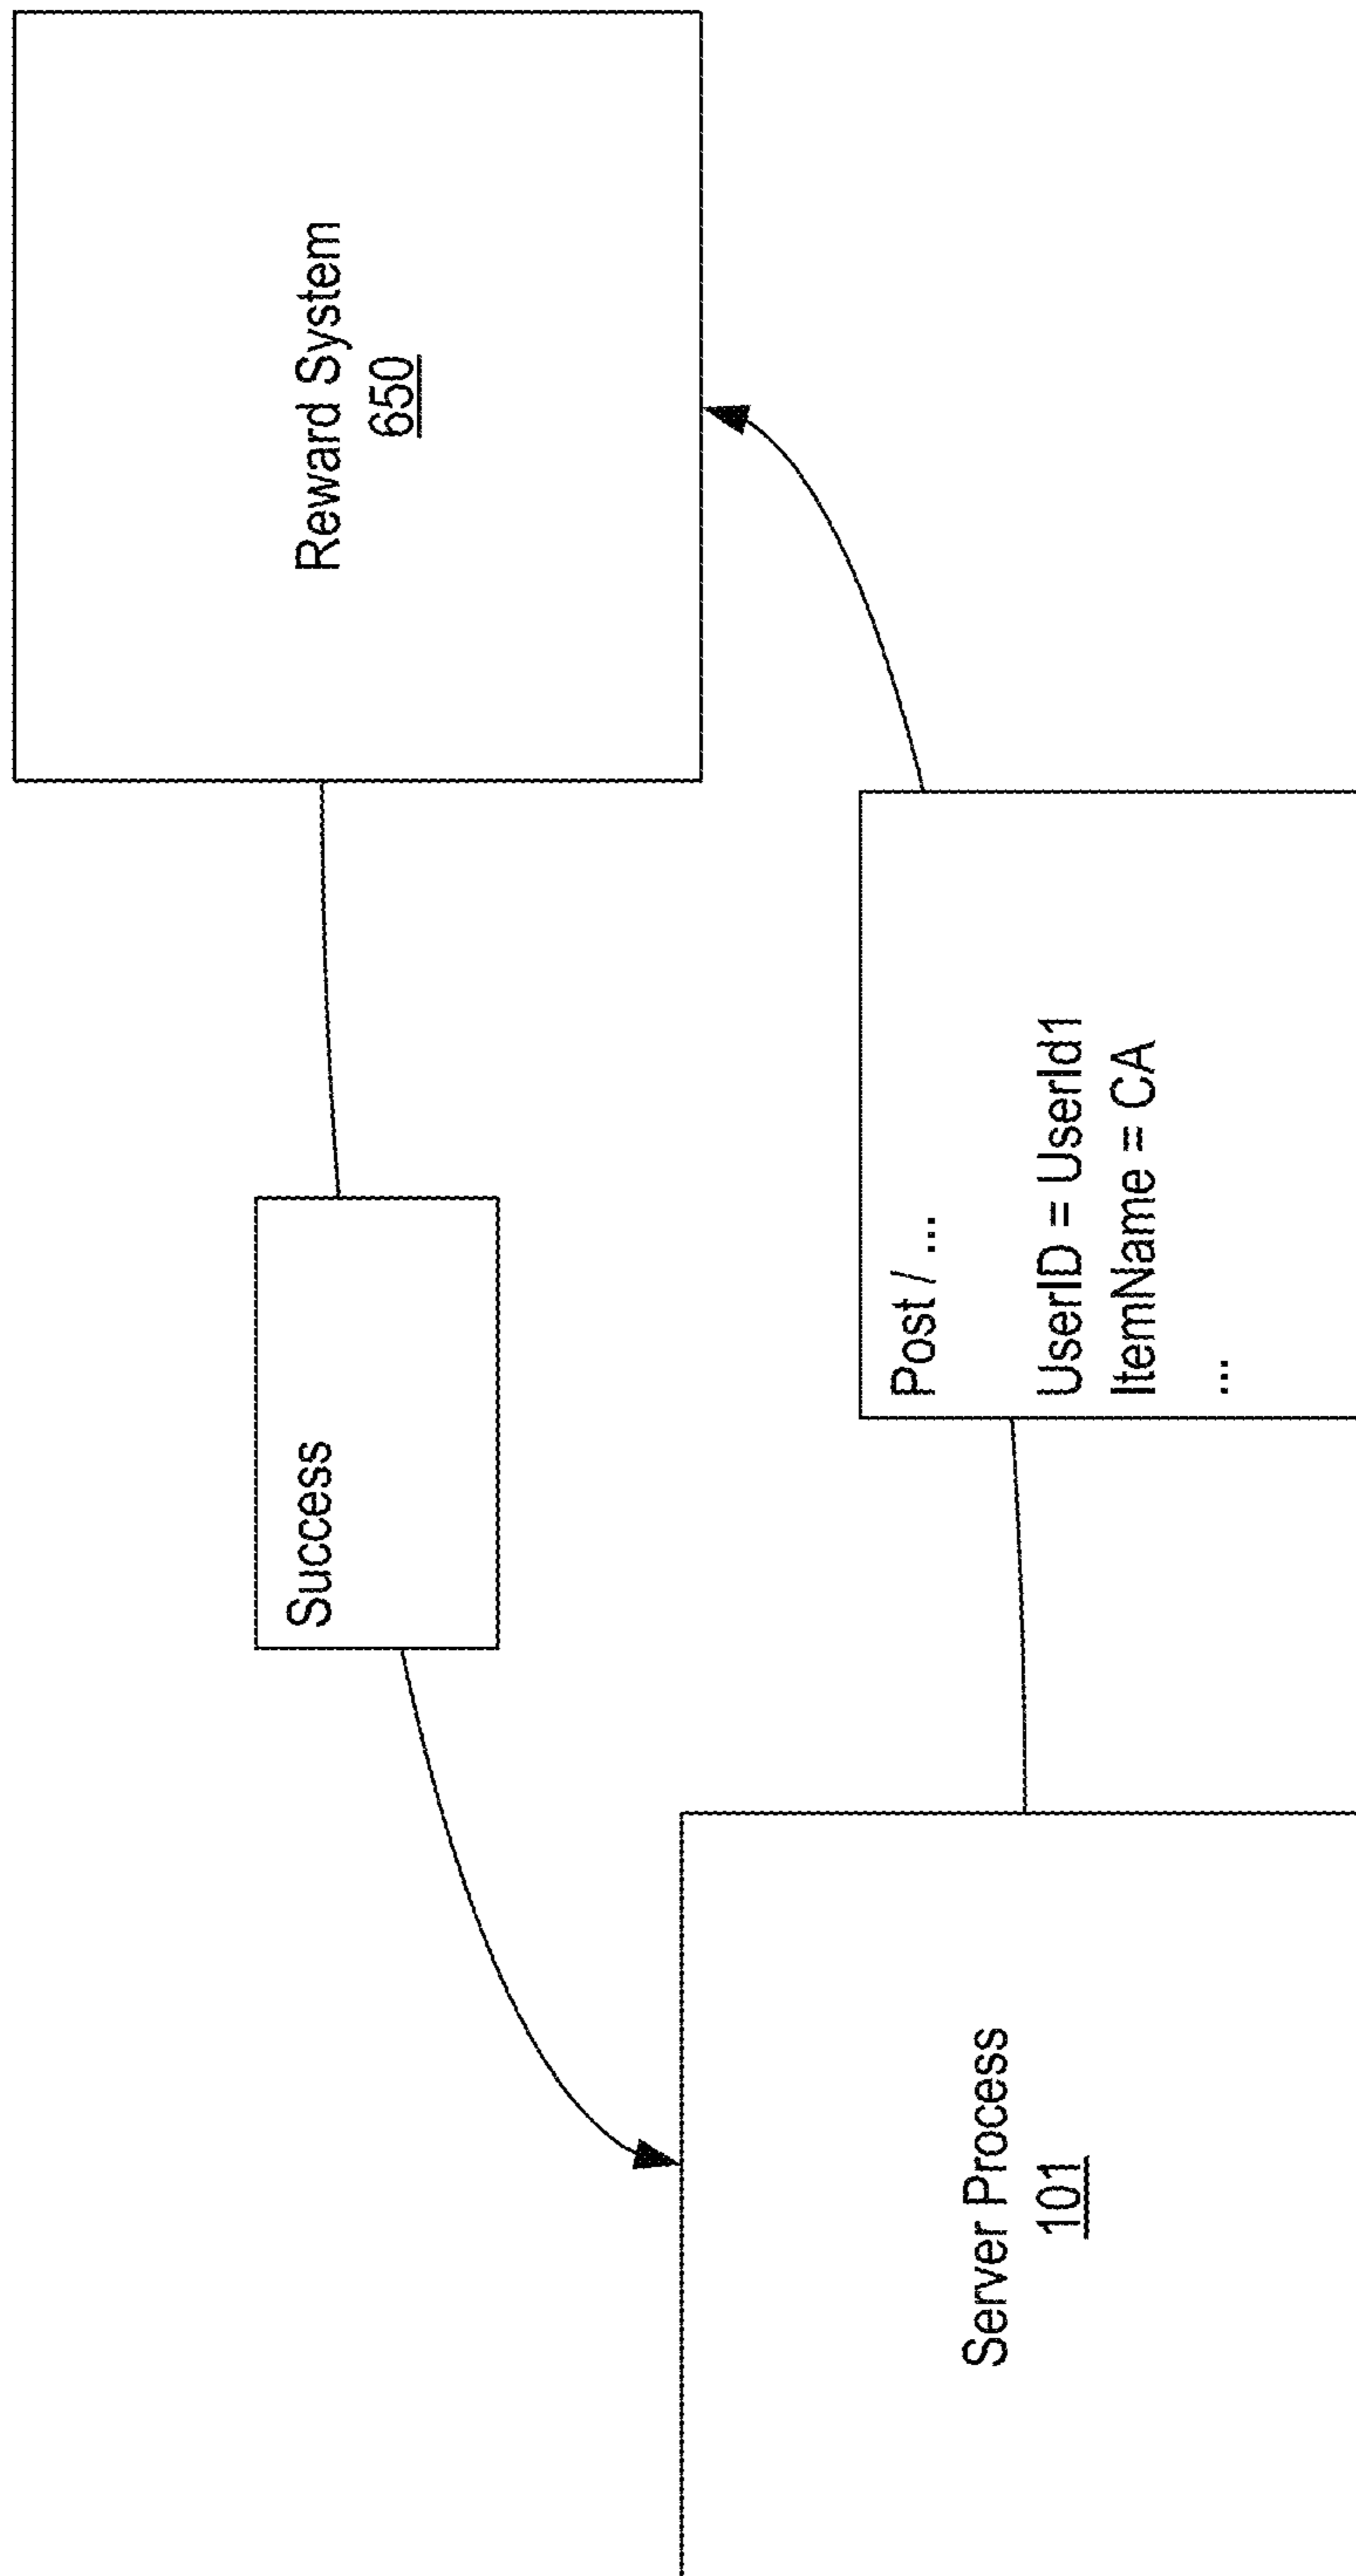 Reward System
650
Success
Post / ...
UserID = UserId1
ItemName = CA
...
Server Process
101